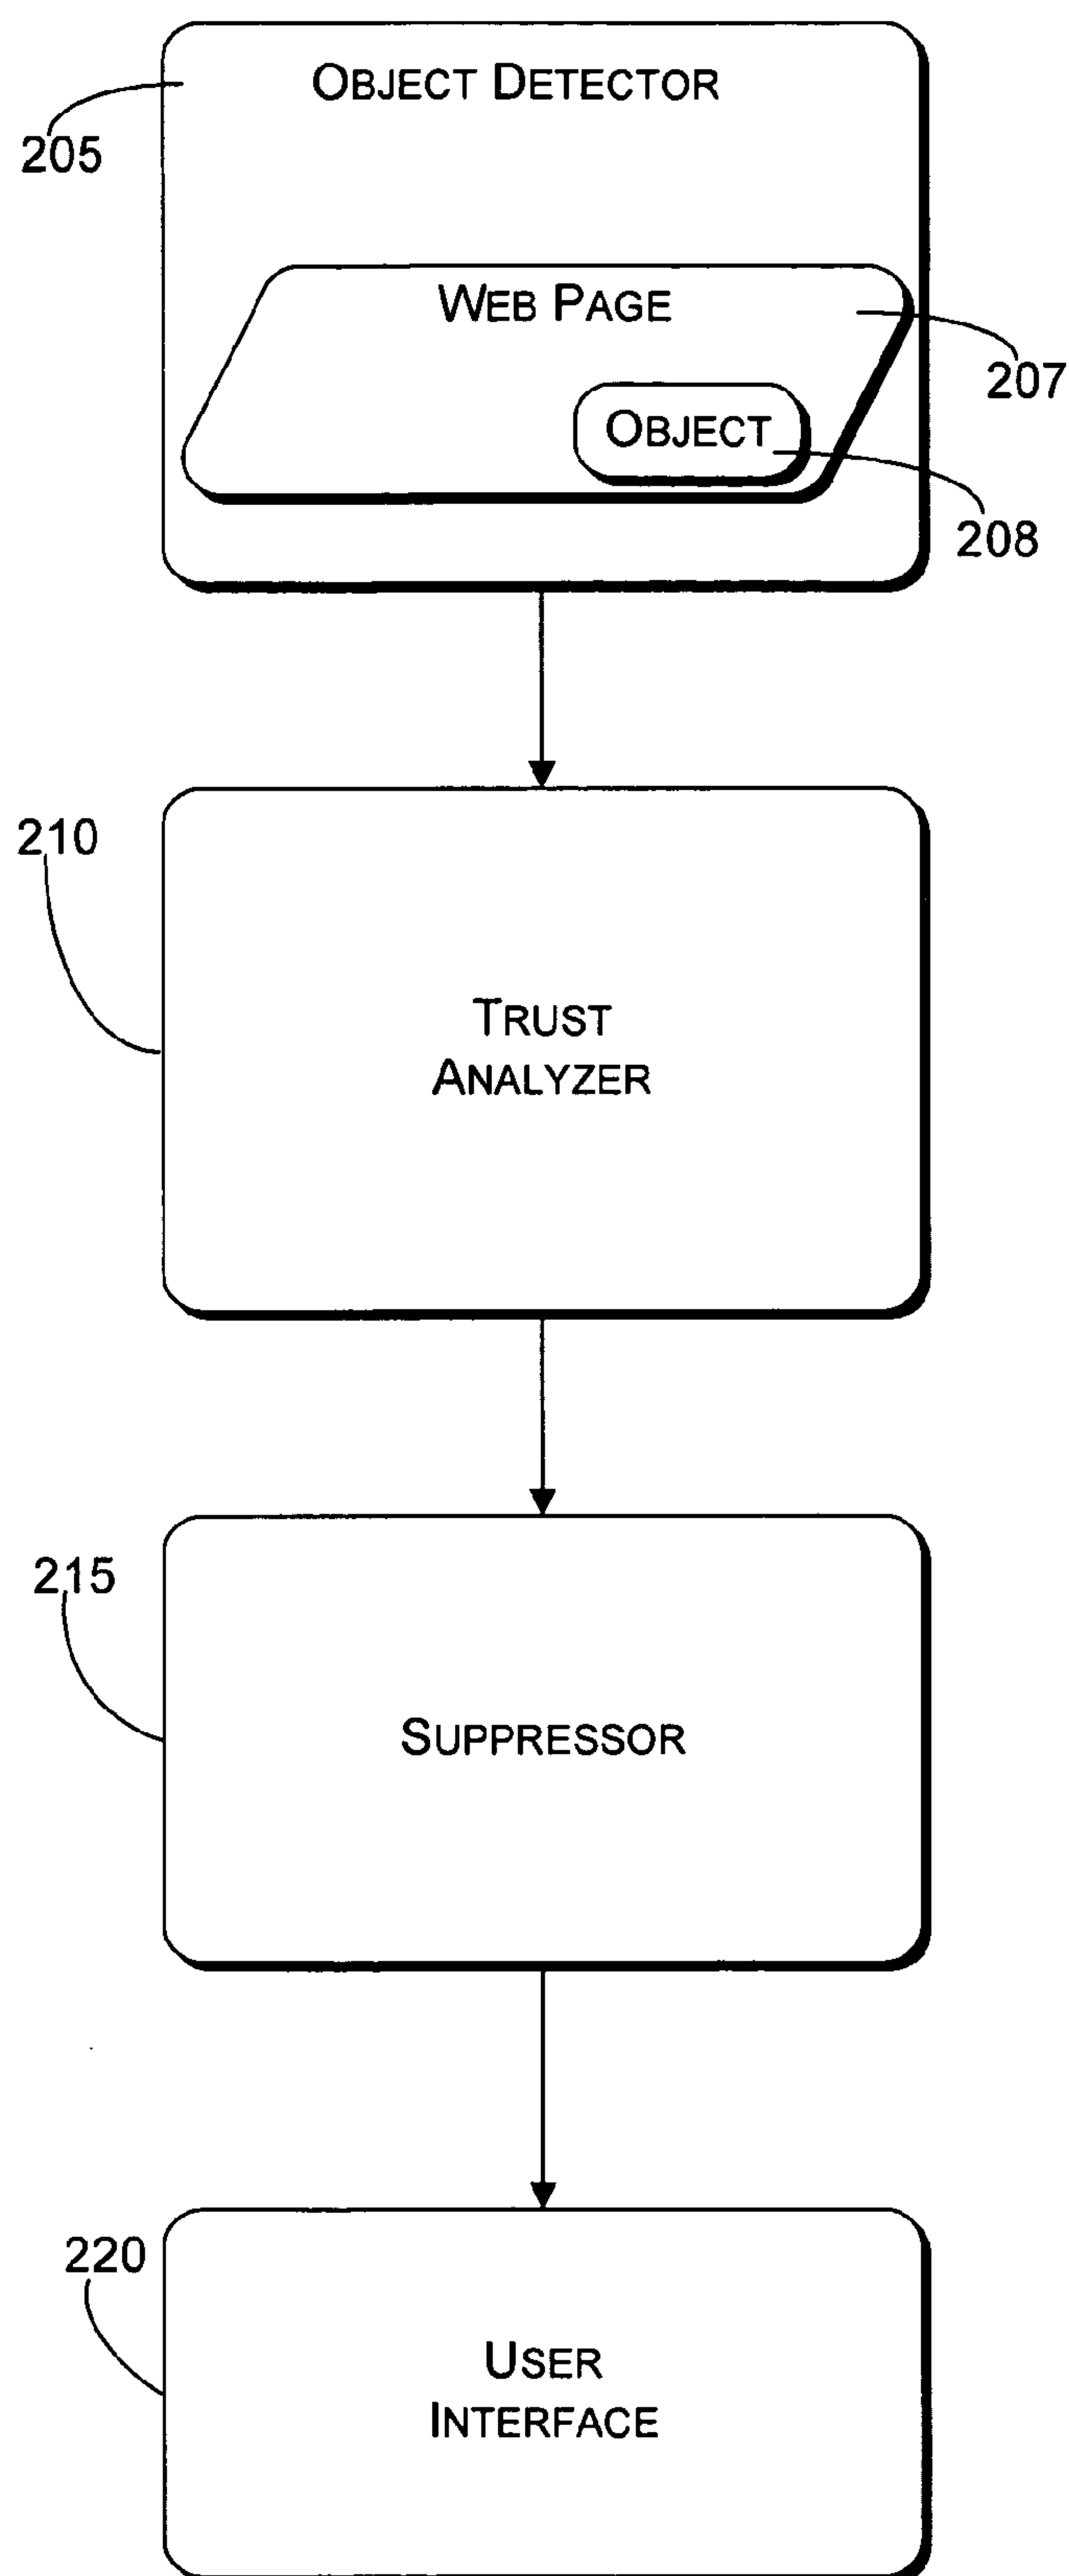 OBJECT DETECTOR
205
WEB PAGE
207
OBJECT
208
210
TRUST
ANALYZER
215
SUPPRESSOR
220
USER
INTERFACE